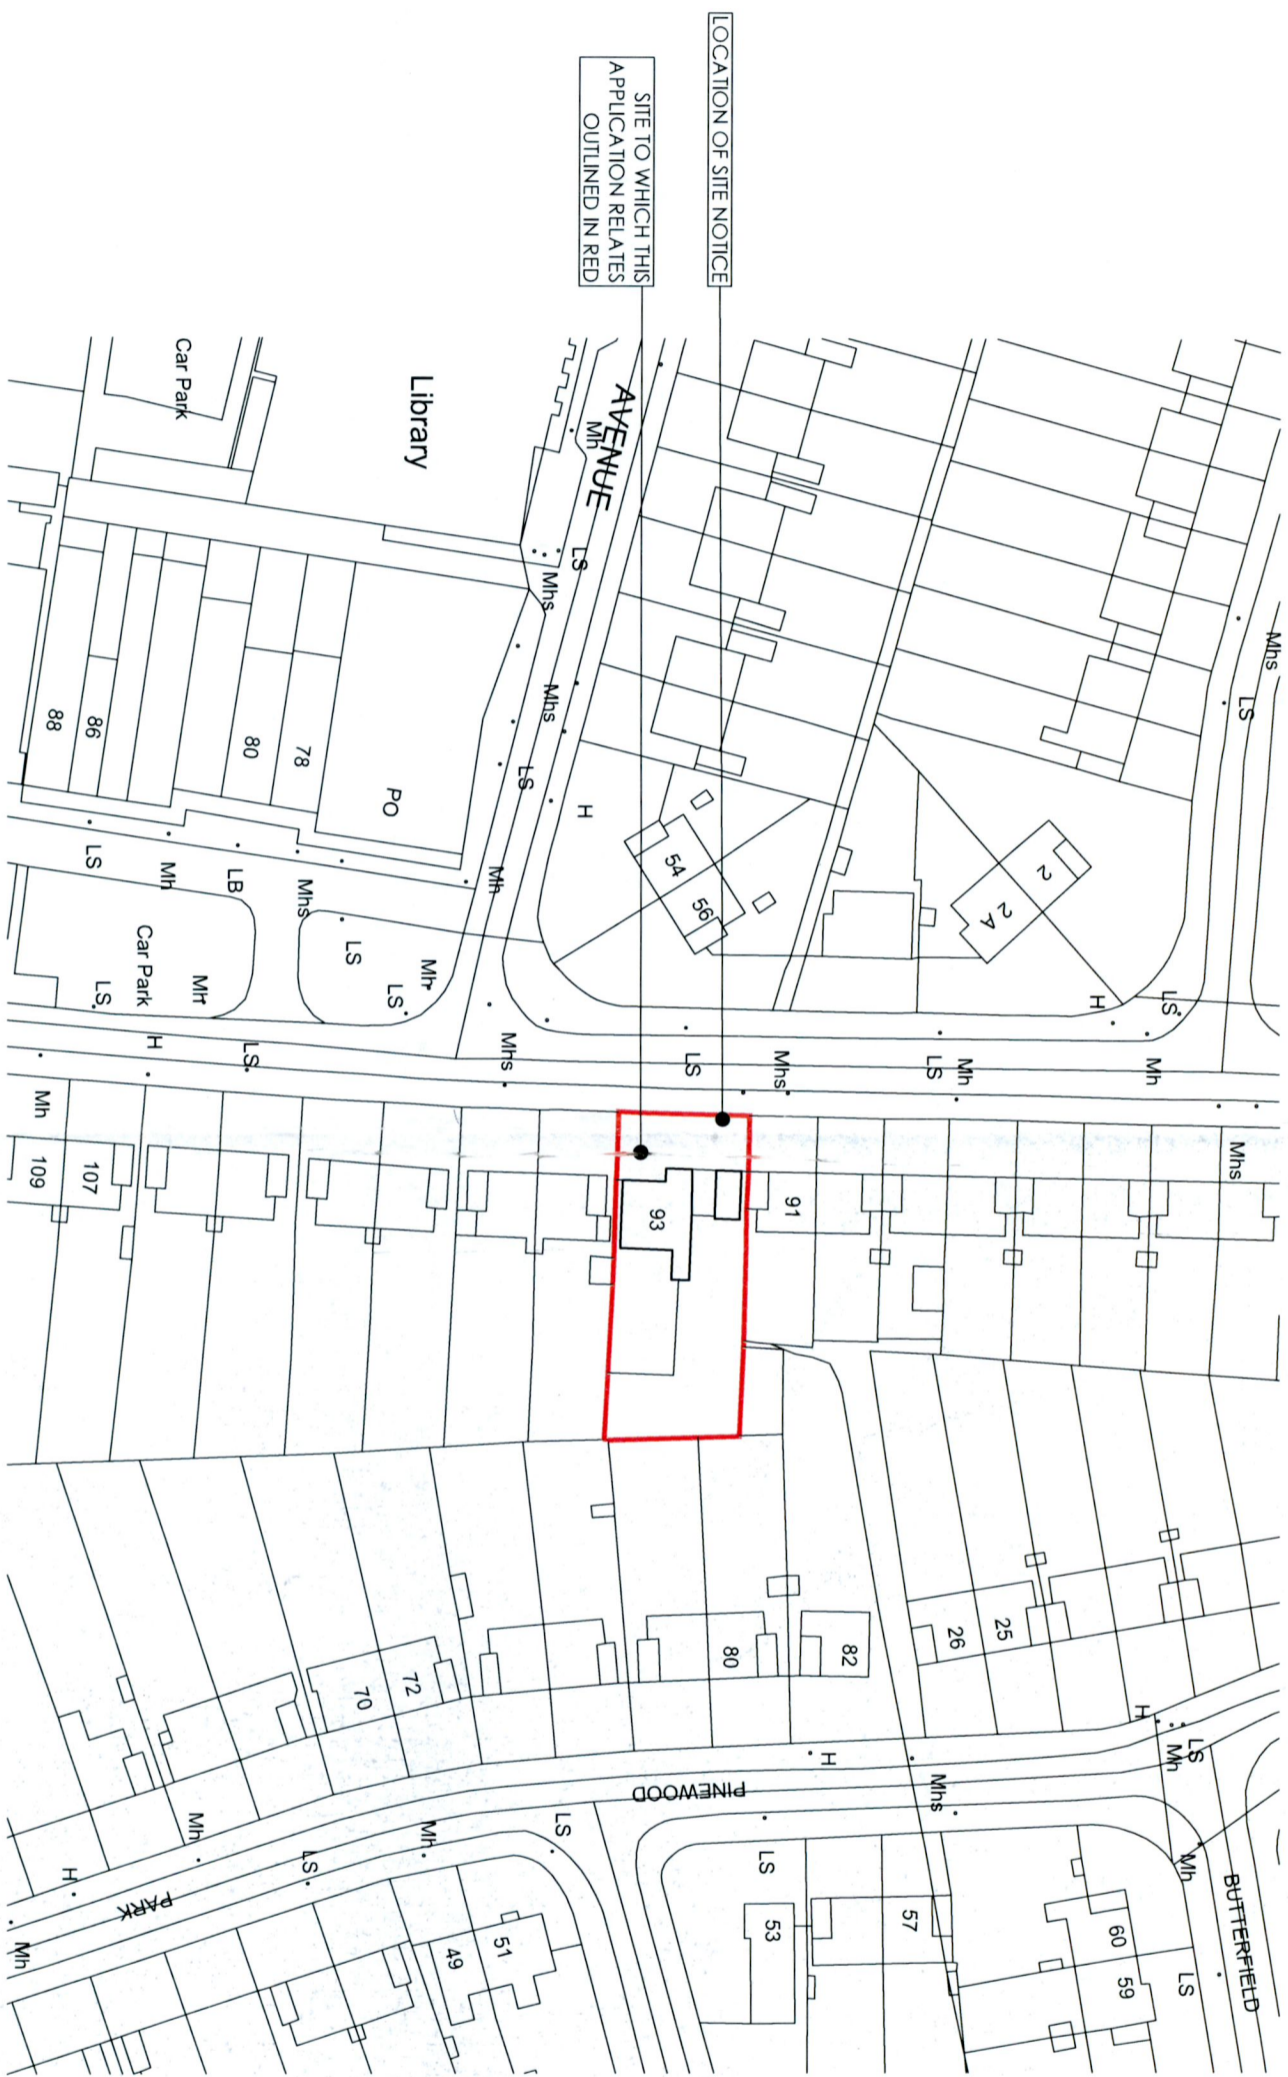 LOCATION OF SITE NOTICE
SITE TO WHICH THIS
APPLICATION RELATES
OUTLINED IN RED
Mhs
LS
2
2 A
H
LS
Mh
LS
Mh
Mhs
AVENUE
Mh
LS
Mhs
Mhs
LS
H
54
56
Mh
Mhs
LS
Mhs
Library
Car Park
PO
78
80
86
88
LS
Mh
LB
Mhs
LS
LS
Mh
Car Park
Mh
LS
H
LS
Mh
109
107
93
91
Mhs
26
25
82
80
72
70
H
LS
Mh
H
Mhs
PINEWOOD
LS
Mh
Mh
LS
H
PARK
Mh
LS
53
57
60
59
Mh
LS
BUTTERFIELD
51
49